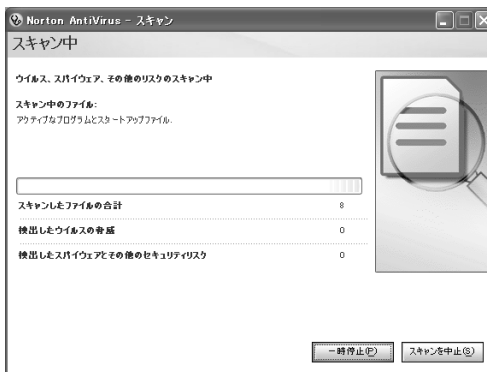 Norton AntiVirus - スキャン
スキャン中
ウイルス、スパイウェア、その他のリスクのスキャン中
スキャン中のファイル:
アクティブなプログラムとスタートアップファイル.
スキャンしたファイルの合計 8
検出したウイルスの脅威 0
検出したスパイウェアとその他のセキュリティリスク 0
一時停止(P) スキャンを中止(S)